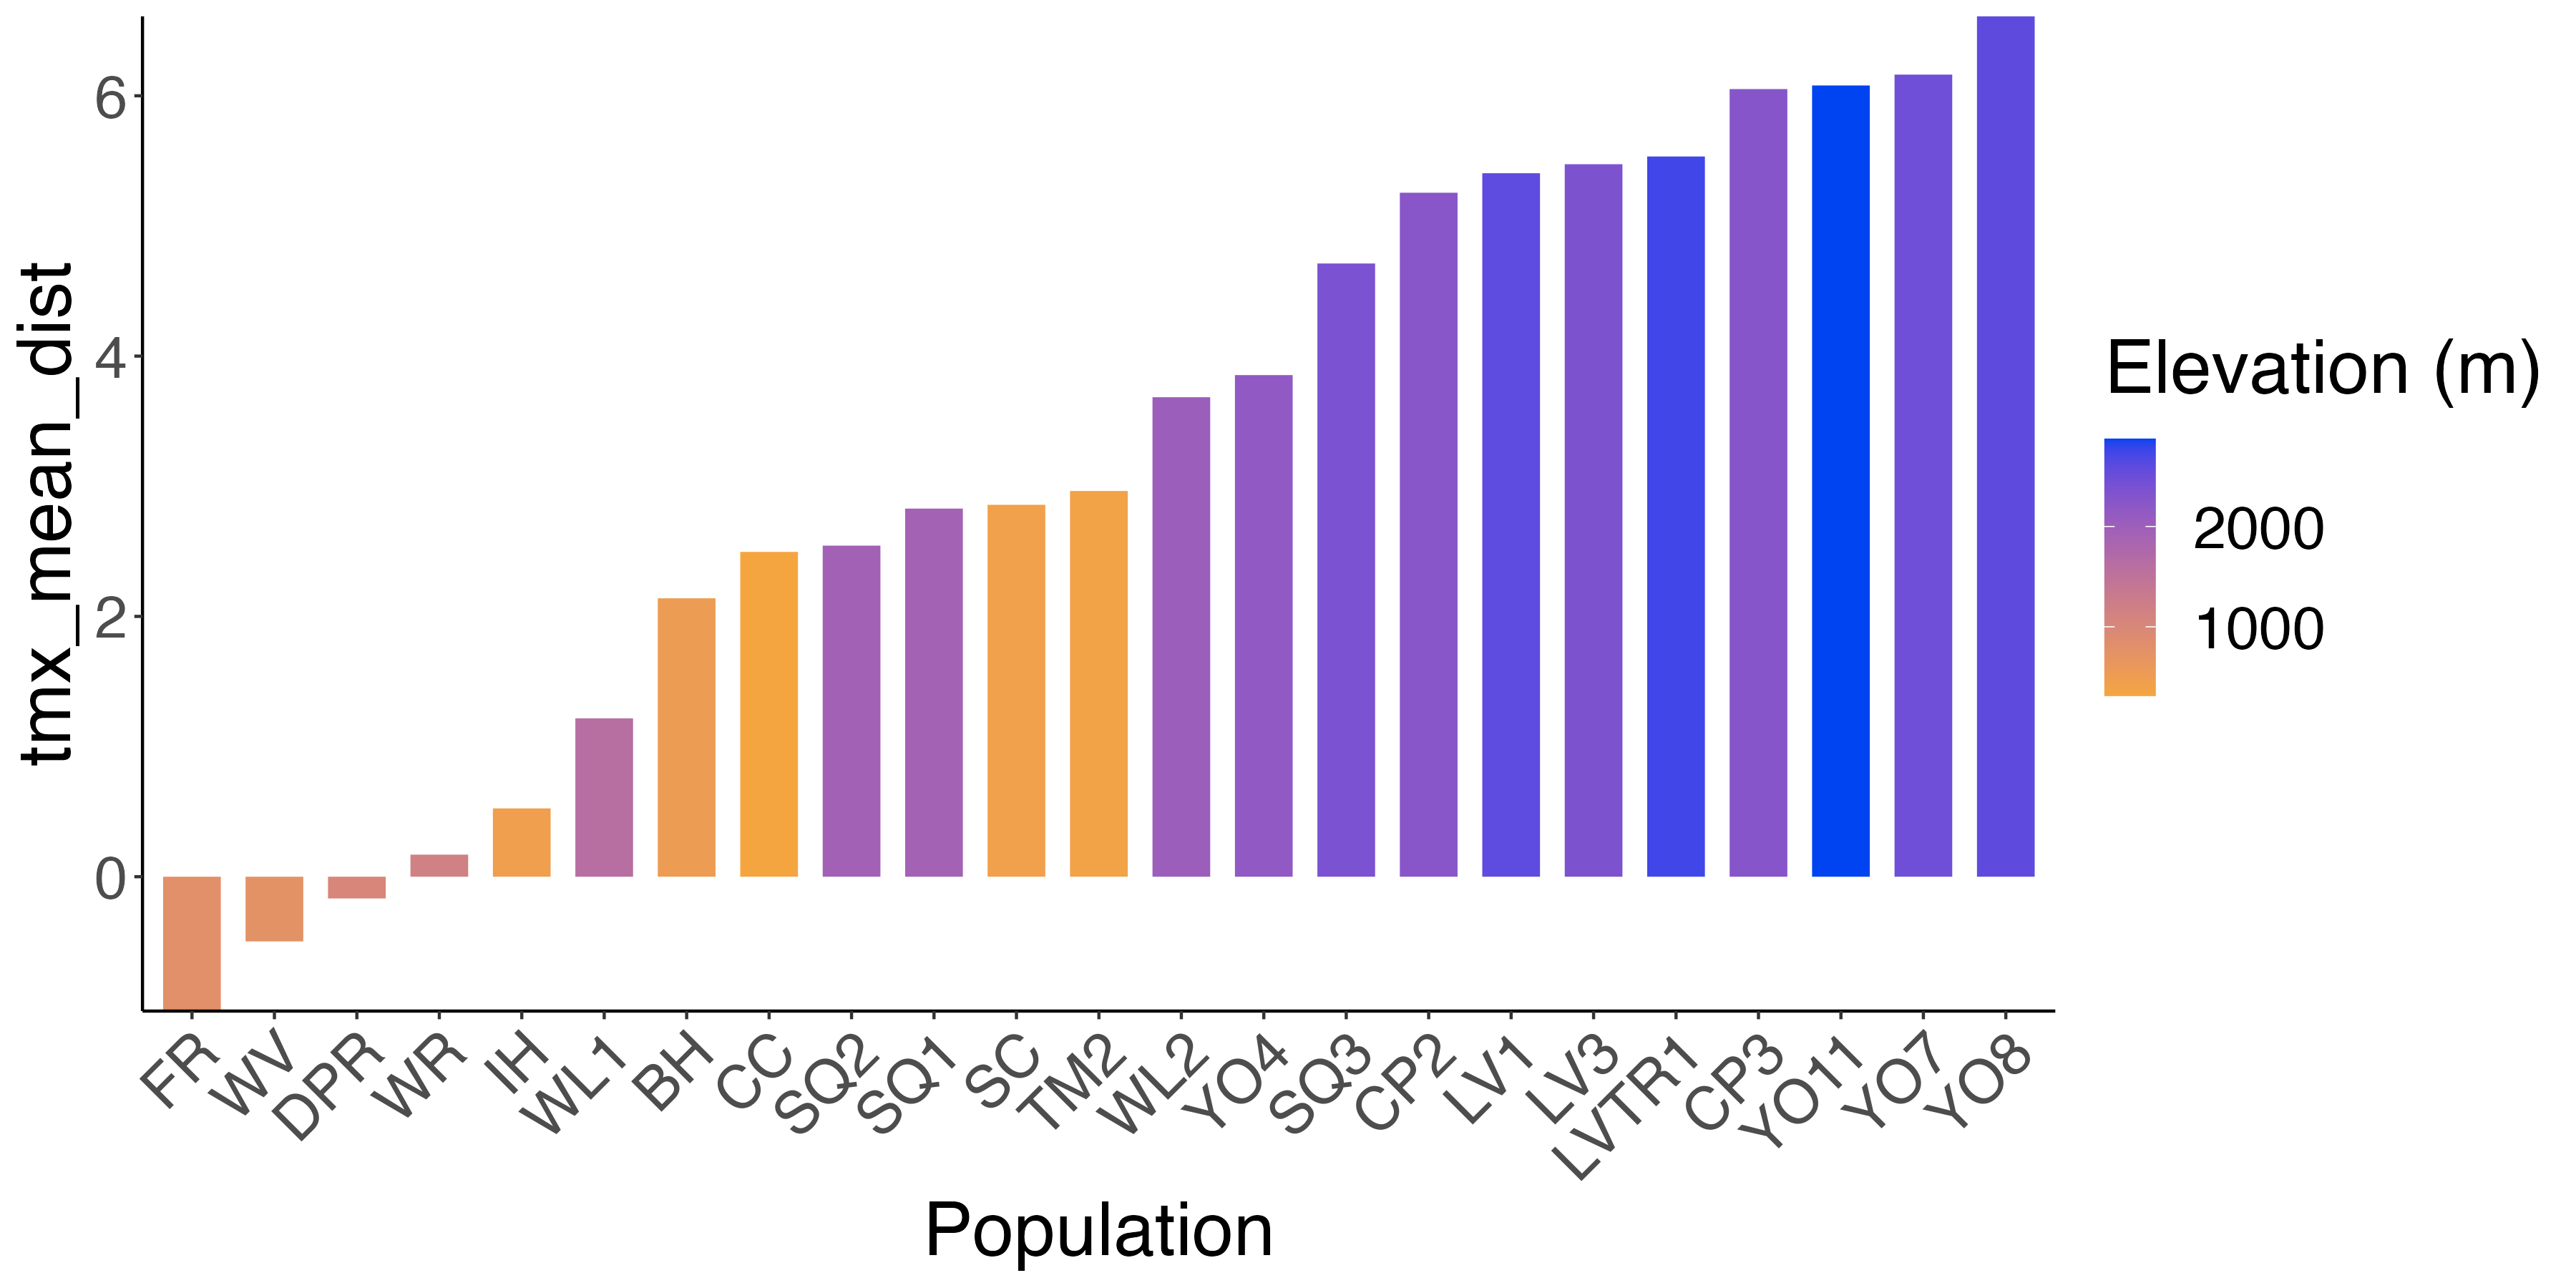 tmx_mean_dist
6
4
2
0
FR
WV
DPR
WR
IH
WL1
BH
CC
SQ2
SQ1
SC
TM2
WL2
YO4
SQ3
CP2
LV1
LV3
LVTR1
CP3
YO11
YO7
YO8
Population
Elevation (m)
2000
1000